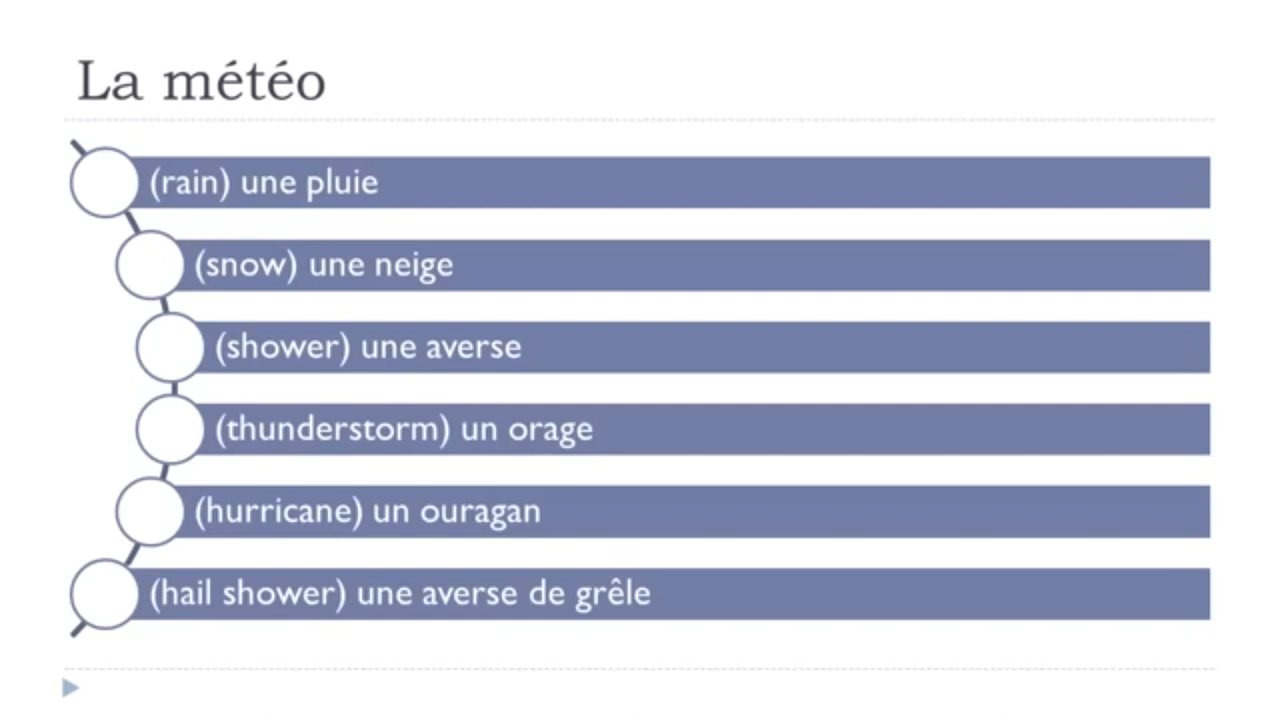 La météo
(rain) une pluie
(snow) une neige
(shower) une averse
(thunderstorm) un orage
(hurricane) un ouragan
(hail shower) une averse de grêle